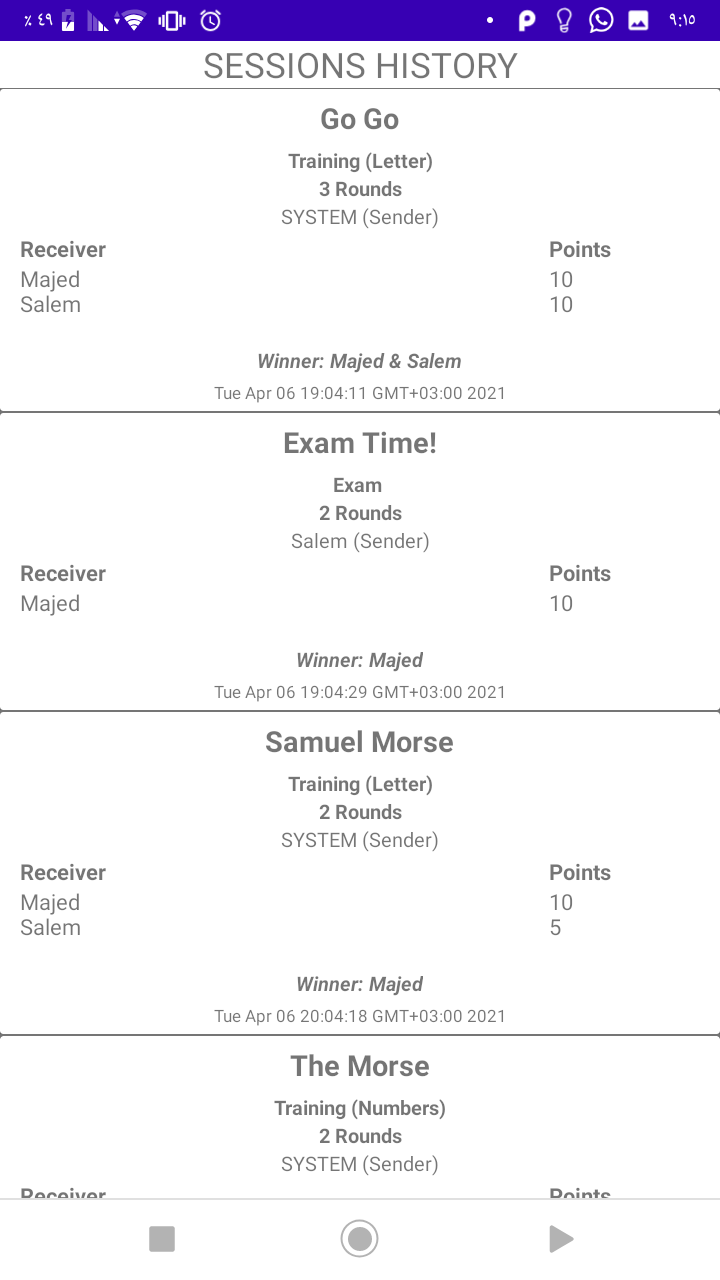 ٪ ٤٩
٩:١٥
SESSIONS HISTORY
Go Go
Training (Letter)
3 Rounds
SYSTEM (Sender)
Receiver Points
Majed 10
Salem 10
Winner: Majed & Salem
Tue Apr 06 19:04:11 GMT+03:00 2021
Exam Time!
Exam
2 Rounds
Salem (Sender)
Receiver Points
Majed 10
Winner: Majed
Tue Apr 06 19:04:29 GMT+03:00 2021
Samuel Morse
Training (Letter)
2 Rounds
SYSTEM (Sender)
Receiver Points
Majed 10
Salem 5
Winner: Majed
Tue Apr 06 20:04:18 GMT+03:00 2021
The Morse
Training (Numbers)
2 Rounds
SYSTEM (Sender)
Receiver Points